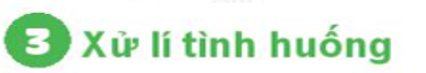 3 Xử lí tình huống